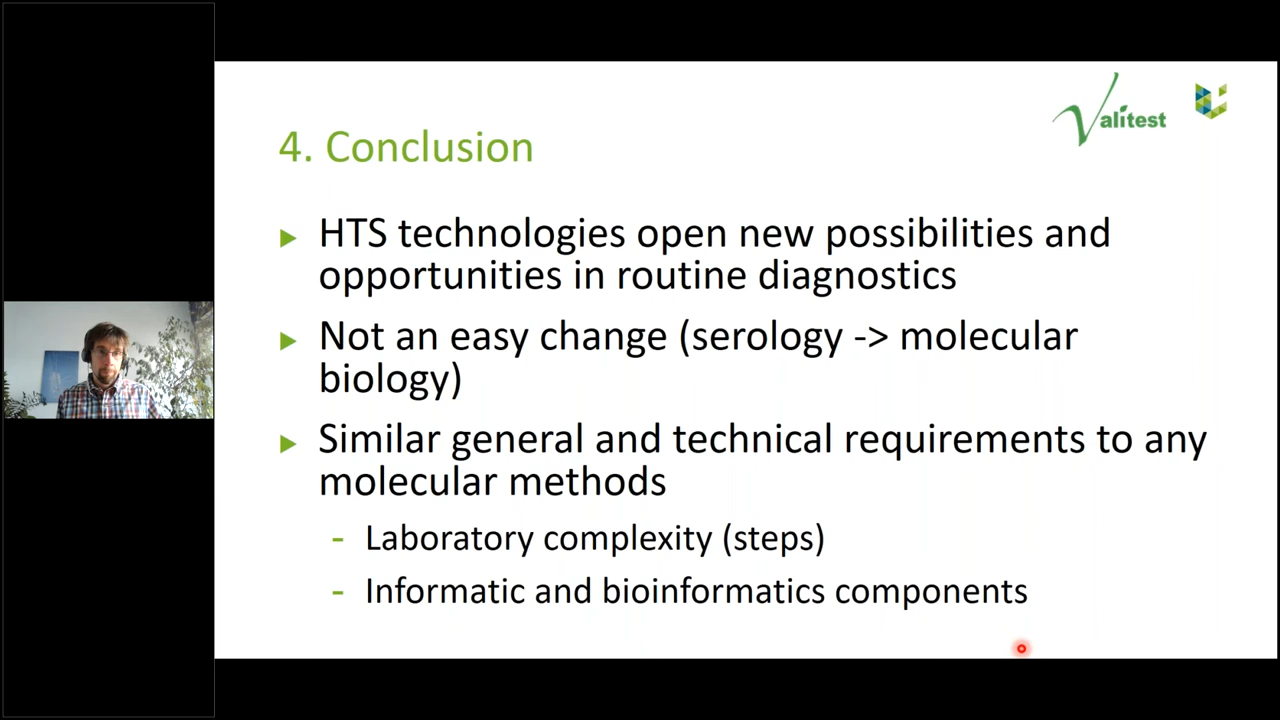 Valitest
4. Conclusion
HTS technologies open new possibilities and
opportunities in routine diagnostics
Not an easy change (serology -> molecular
biology)
Similar general and technical requirements to any
molecular methods
- Laboratory complexity (steps)
- Informatic and bioinformatics components